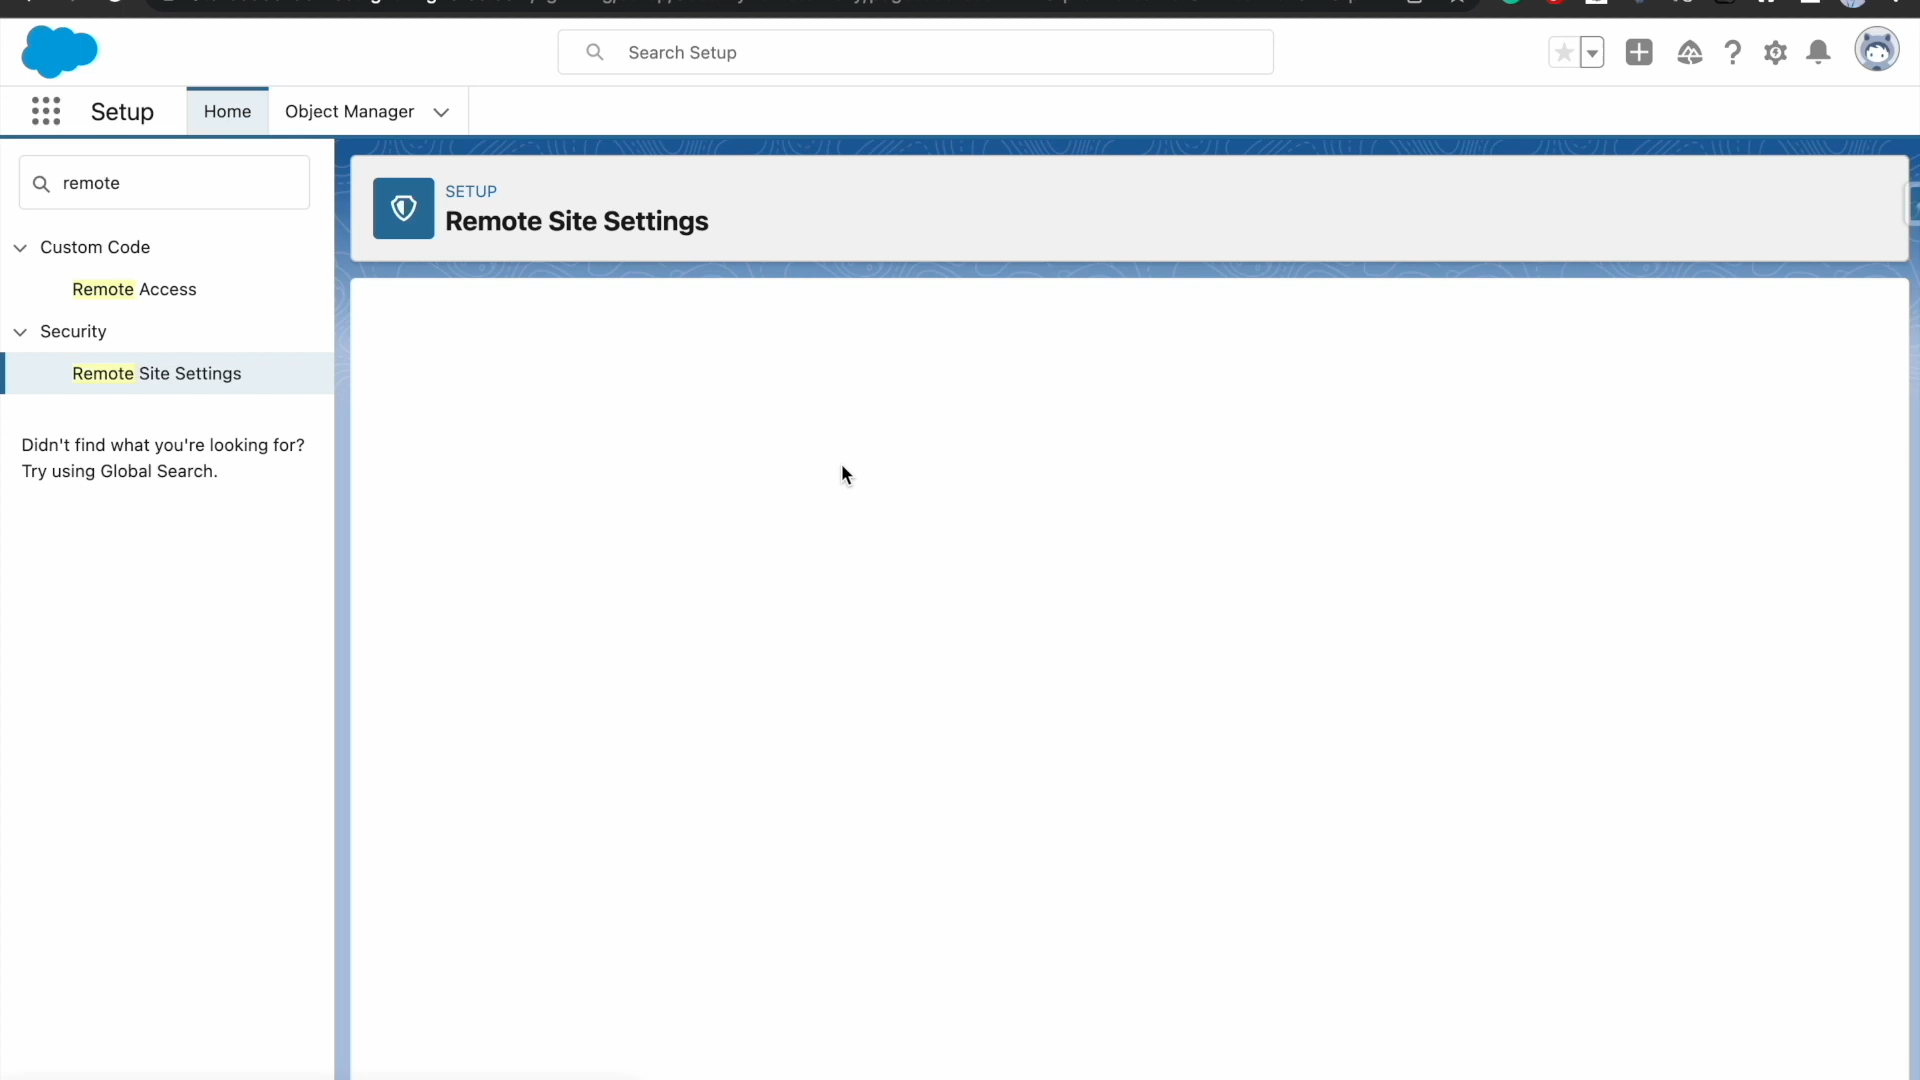 Search Setup
Setup
Home
Object Manager
remote
SETUP
Remote Site Settings
Custom Code
Remote Access
Security
Remote Site Settings
Didn't find what you're looking for?
Try using Global Search.